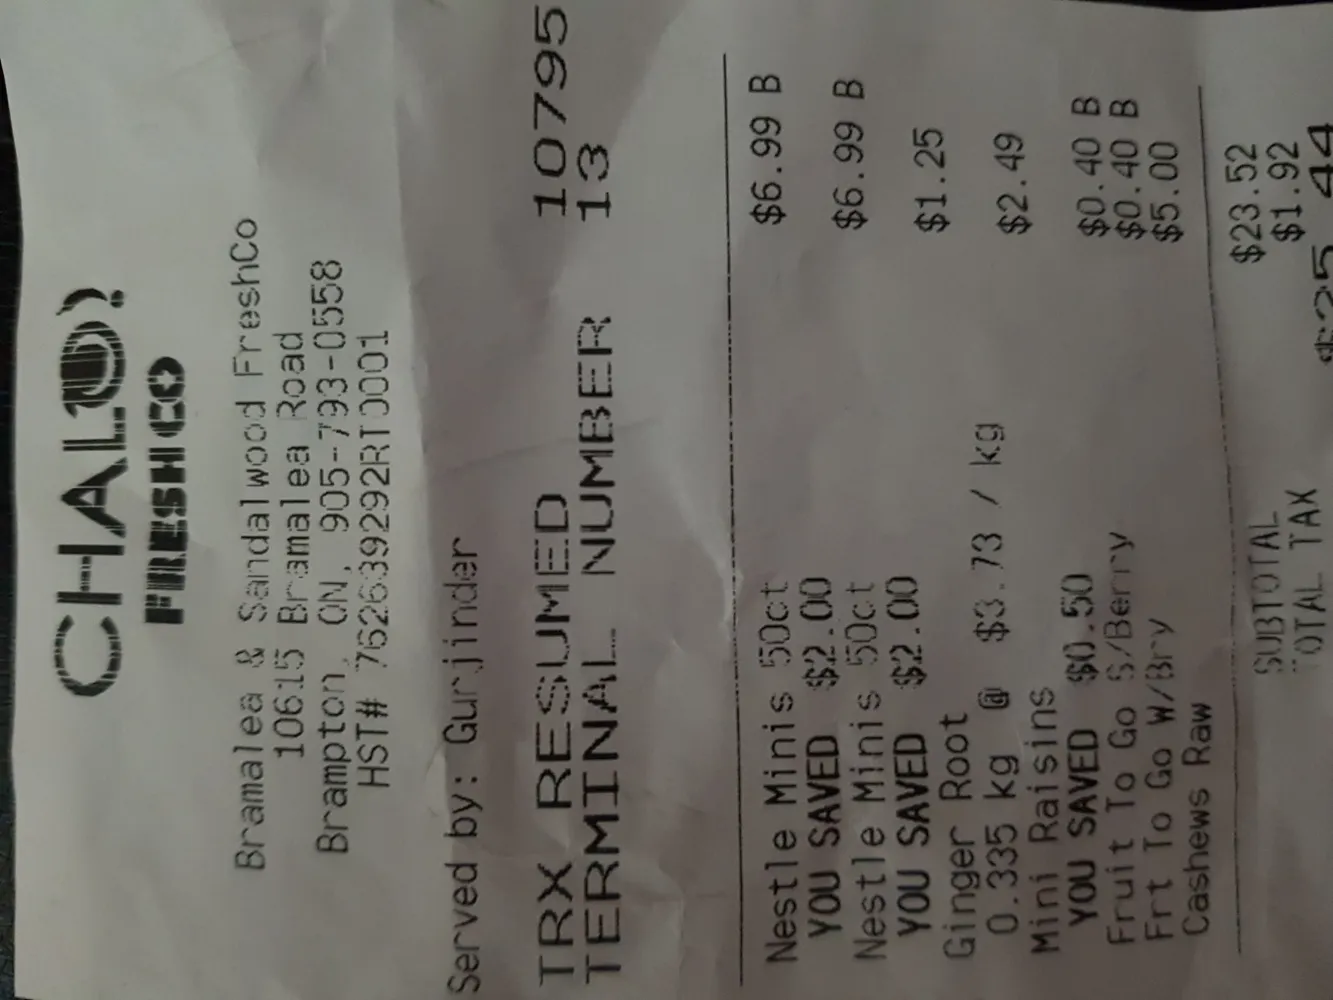 CHALO!
FRESHCO
Bramalea & Sandalwood FreshCo
10615 Bramalea Road
Brampton, ON, 905-793-0558
HST# 752639292RT0001
Served by: Gurjinder
TRX RESUMED 10795
TERMINAL NUMBER 13
Nestle Minis 50ct $6.99 B
YOU SAVED $2.00
Nestle Minis 50ct $6.99 B
YOU SAVED $2.00
Ginger Root $1.25
0.335 kg @ $3.73 / kg
Mini Raisins $2.49
YOU SAVED $0.50
Fruit To Go S/Berry $0.40 B
Frt To Go W/Bry $0.40 B
Cashews Raw $5.00
SUBTOTAL $23.52
TOTAL TAX $1.92
$25.44